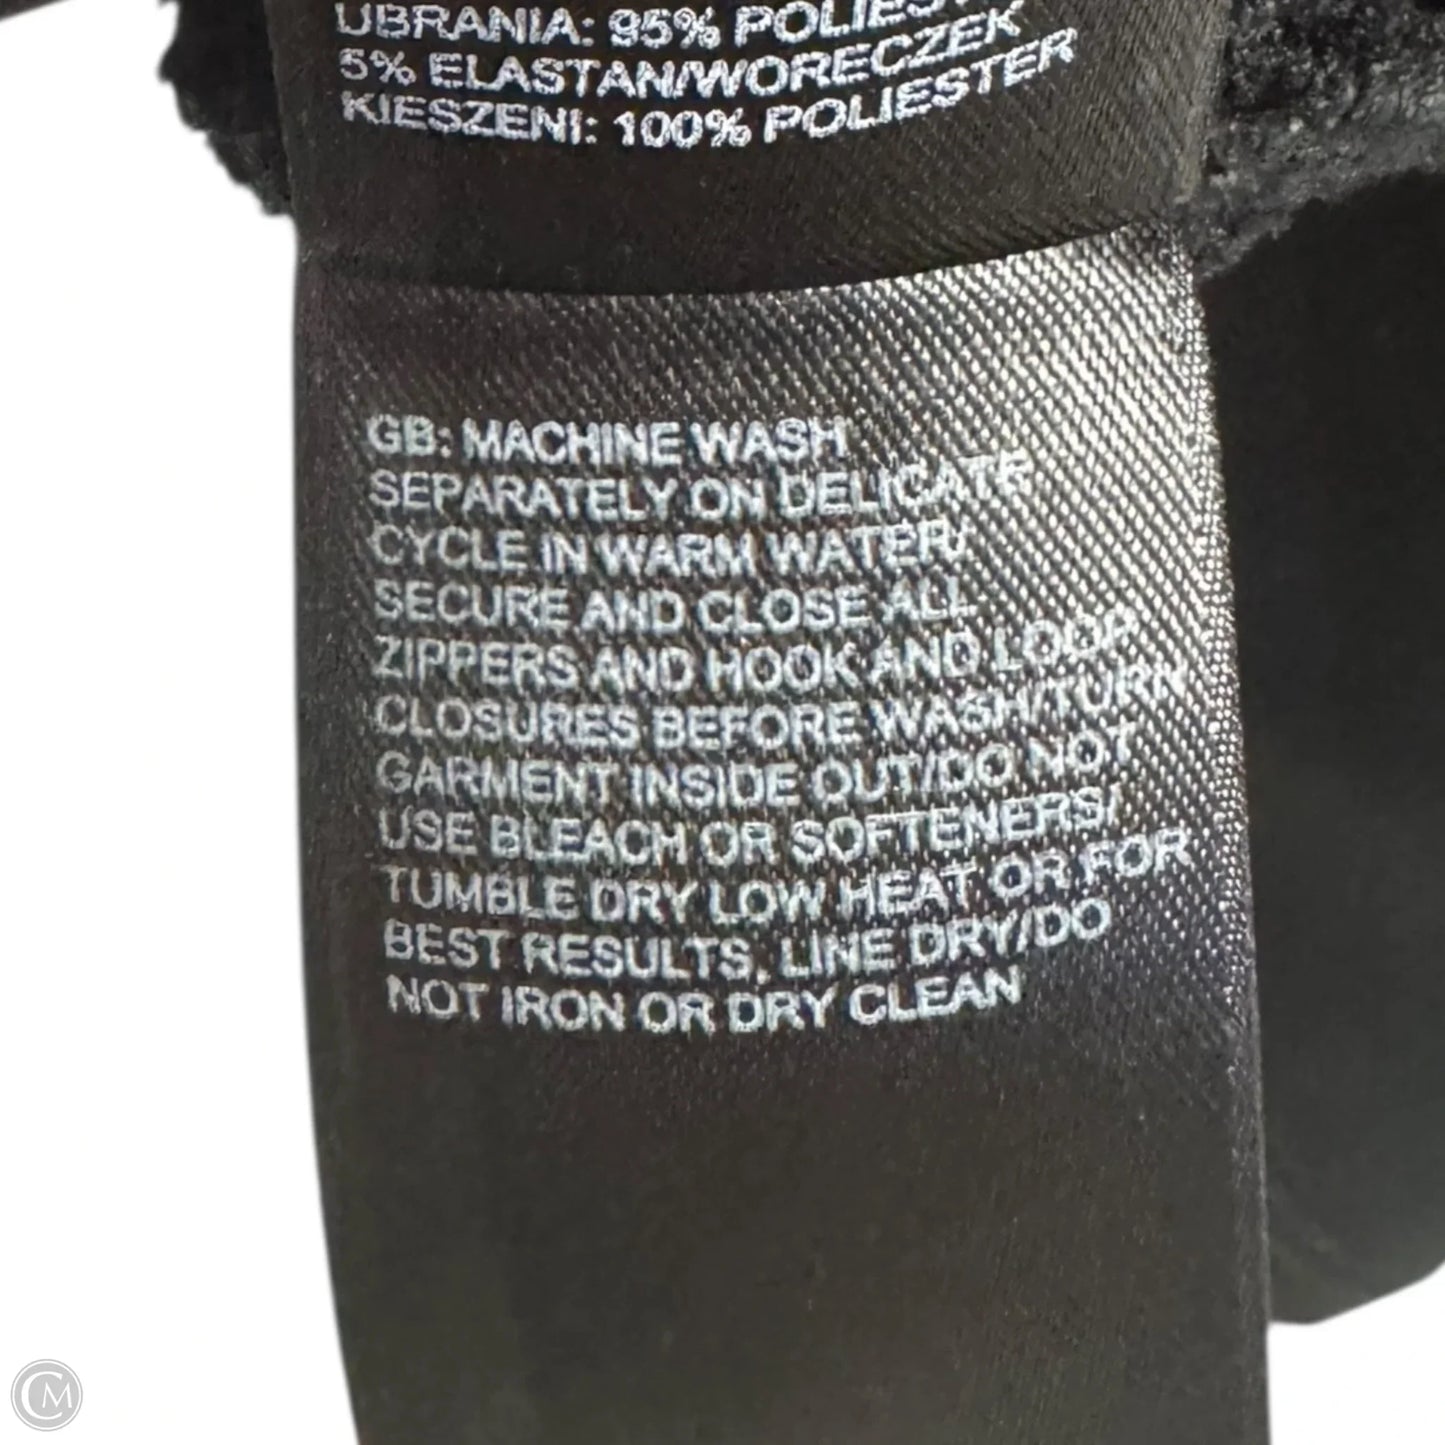 UBRANIA: 95% POLIEST
5% ELASTAN/WORECZEK
KIESZENI: 100% POLIESTER
GB: MACHINE WASH
SEPARATELY ON DELICATE
CYCLE IN WARM WATER/
SECURE AND CLOSE ALL
ZIPPERS AND HOOK AND LOOP
CLOSURES BEFORE WASH/TURN
GARMENT INSIDE OUT/DO NOT
USE BLEACH OR SOFTENERS/
TUMBLE DRY LOW HEAT OR FOR
BEST RESULTS, LINE DRY/DO
NOT IRON OR DRY CLEAN
CM